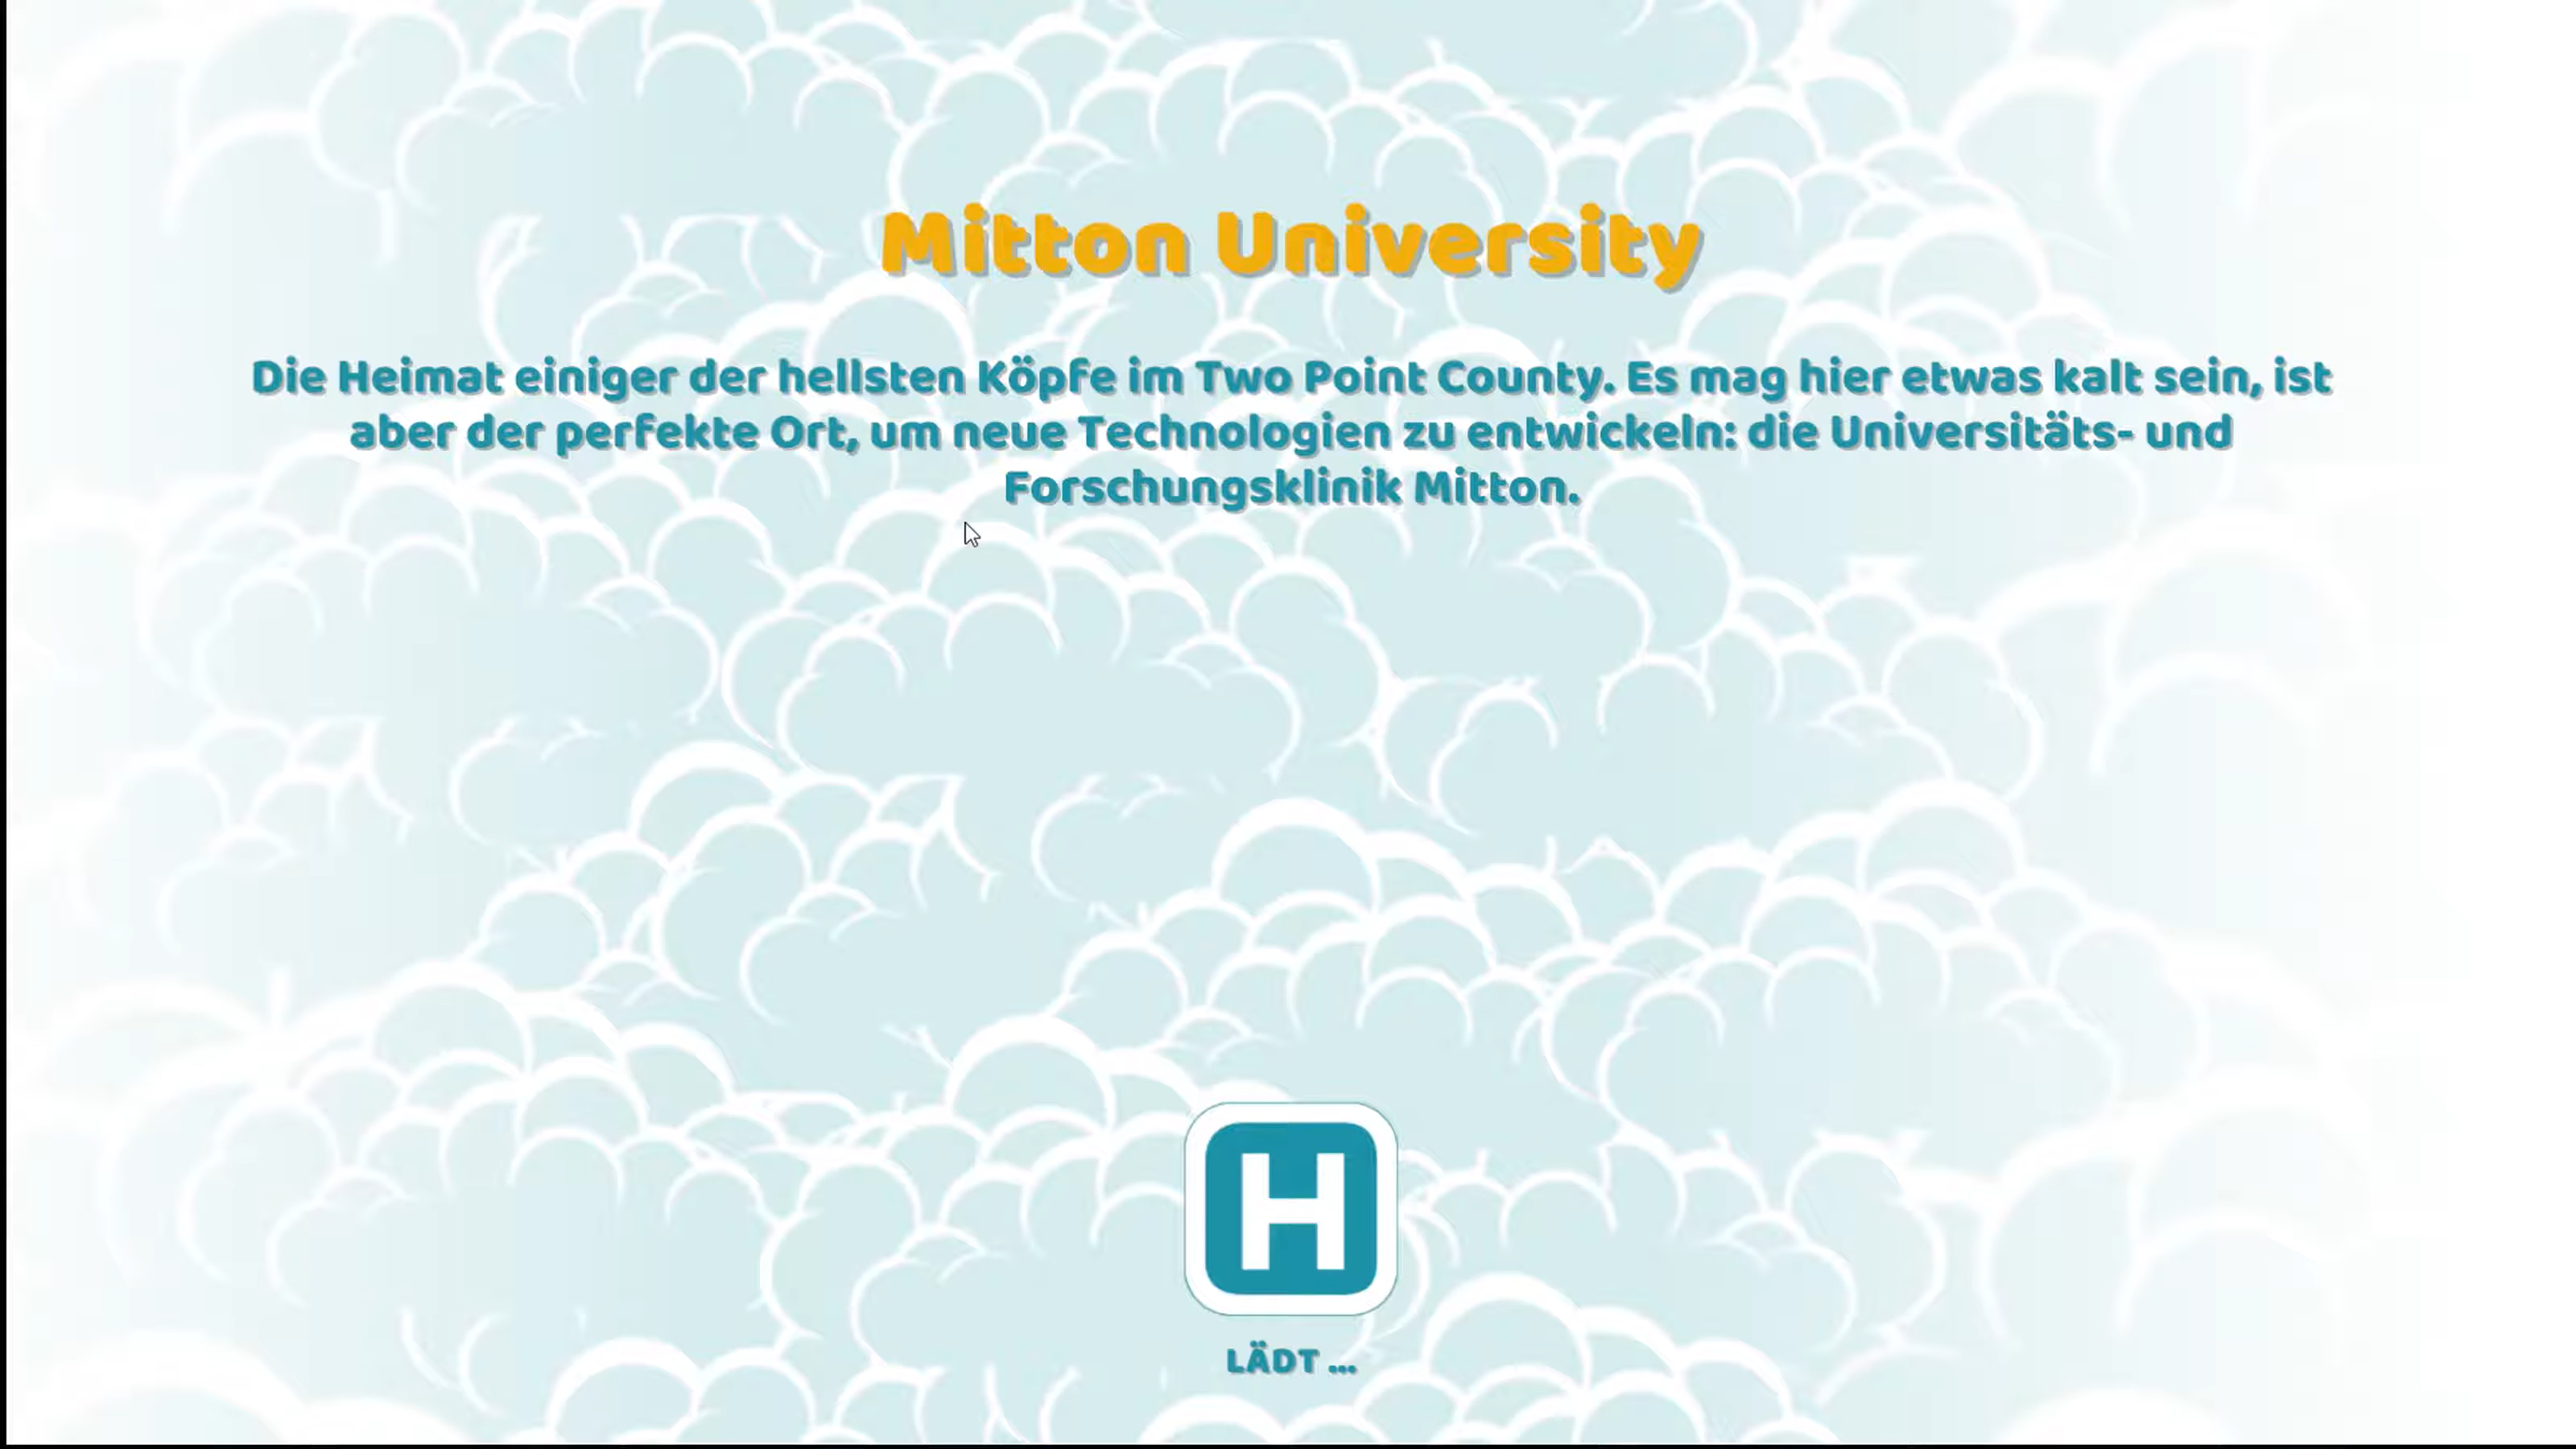 Mitton University
Die Heimat einiger der hellsten Köpfe im Two Point County. Es mag hier etwas kalt sein, ist
aber der perfekte Ort, um neue Technologien zu entwickeln: die Universitäts- und
Forschungsklinik Mitton.
H
LÄDT ...